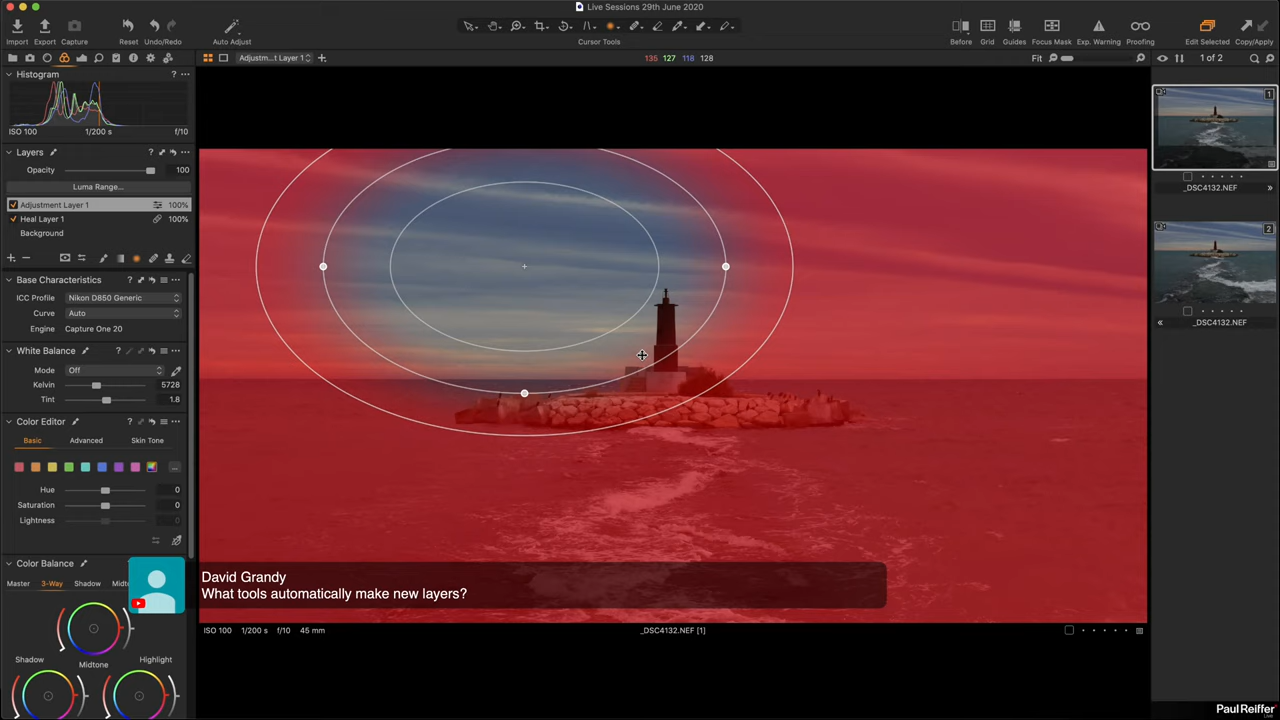 Live Sessions 29th June 2020
Import Export Capture Reset Undo/Redo Auto Adjust Cursor Tools Before Grid Guides Focus Mask Exp. Warning Proofing Edit Selected Copy/Apply
Adjustm...t Layer 1 135 127 118 128 Fit 1 of 2
Histogram ? ...
ISO 100 1/200 s f/10
Layers ? ...
Opacity 100
Luma Range...
Adjustment Layer 1 100%
Heal Layer 1 100%
Background
Base Characteristics ? ...
ICC Profile Nikon D850 Generic
Curve Auto
Engine Capture One 20
White Balance ? ...
Mode Off
Kelvin 5728
Tint 1.8
Color Editor ? ...
Basic Advanced Skin Tone
...
Hue 0
Saturation 0
Lightness 0
Color Balance ? ...
Master 3-Way Shadow Midt
Shadow Midtone Highlight
David Grandy
What tools automatically make new layers?
ISO 100 1/200 s f/10 45 mm _DSC4132.NEF [1]
1
_DSC4132.NEF
2
_DSC4132.NEF
PaulReiffer
Live